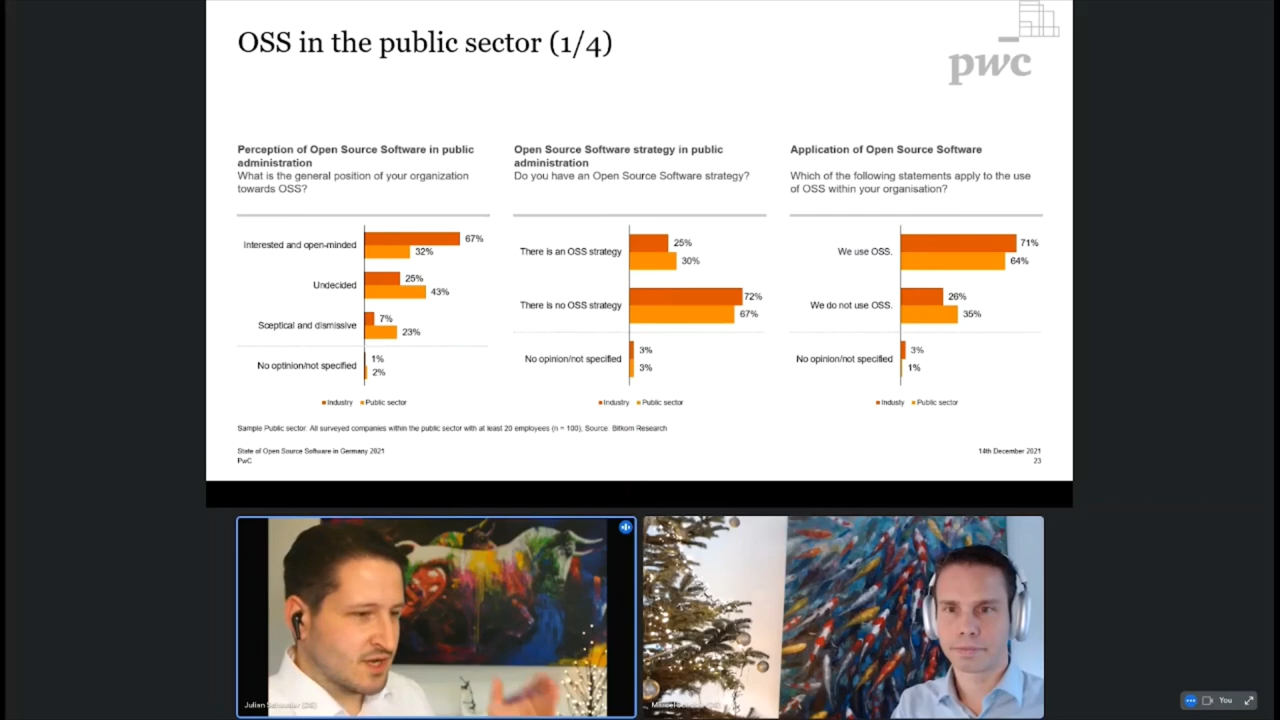 OSS in the public sector (1/4)
pwc
Perception of Open Source Software in public
administration
What is the general position of your organization
towards OSS?
Interested and open-minded
67%
32%
Undecided
25%
43%
Sceptical and dismissive
7%
23%
No optinion/not specified
1%
2%
Industry Public sector
Open Source Software strategy in public
administration
Do you have an Open Source Software strategy?
There is an OSS strategy
25%
30%
There is no OSS strategy
72%
67%
No opinion/not specified
3%
3%
Industry Public sector
Application of Open Source Software
Which of the following statements apply to the use
of OSS within your organisation?
We use OSS.
71%
64%
We do not use OSS.
26%
35%
No opinion/not specified
3%
1%
Industy Public sector
Sample Public sector: All surveyed companies within the public sector with at least 20 employees (n = 100); Source: Bitkom Research
State of Open Source Software in Germany 2021
PwC
14th December 2021
23
Julian (DE)
You